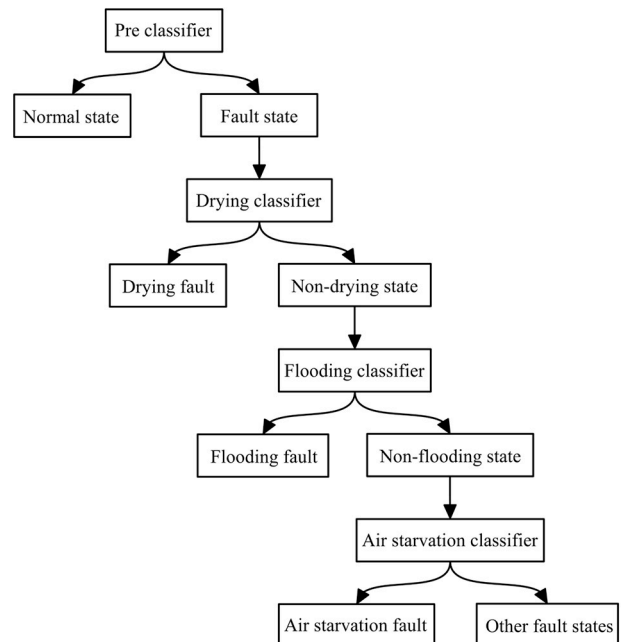 Pre classifier
Normal state
Fault state
Drying classifier
Drying fault
Non-drying state
Flooding classifier
Flooding fault
Non-flooding state
Air starvation classifier
Air starvation fault
Other fault states